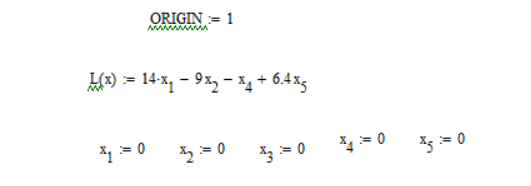 ORIGIN := 1
L(x) := 14·x₁ − 9x₂ − x₄ + 6.4x₅
x₁ := 0 x₂ := 0 x₃ := 0 x₄ := 0 x₅ := 0